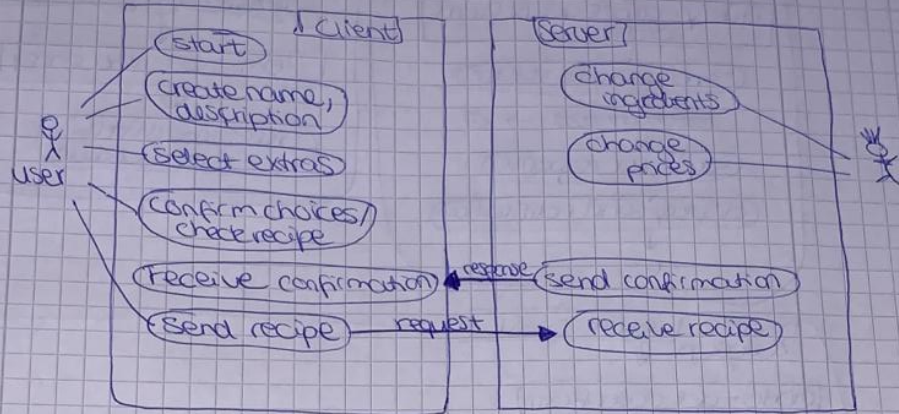 Client
start
create name,
description
select extras
user
confirm choices/
check recipe
receive confirmation
send recipe
request
Server
change
ingredients
change
prices
response
send confirmation
receive recipe